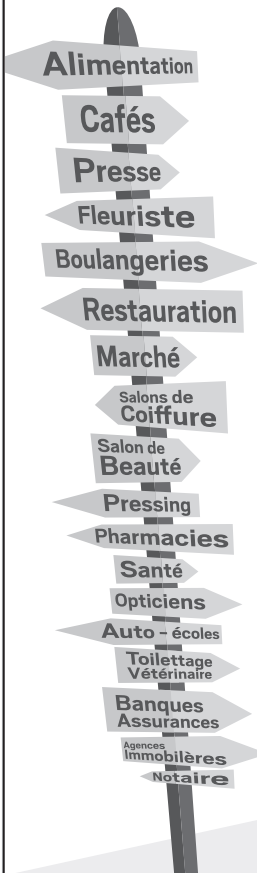 Alimentation
Cafés
Presse
Fleuriste
Boulangeries
Restauration
Marché
Salons de
Coiffure
Salon de
Beauté
Pressing
Pharmacies
Santé
Opticiens
Auto - écoles
Toilettage
Vétérinaire
Banques
Assurances
Agences
Immobilères
Notaire